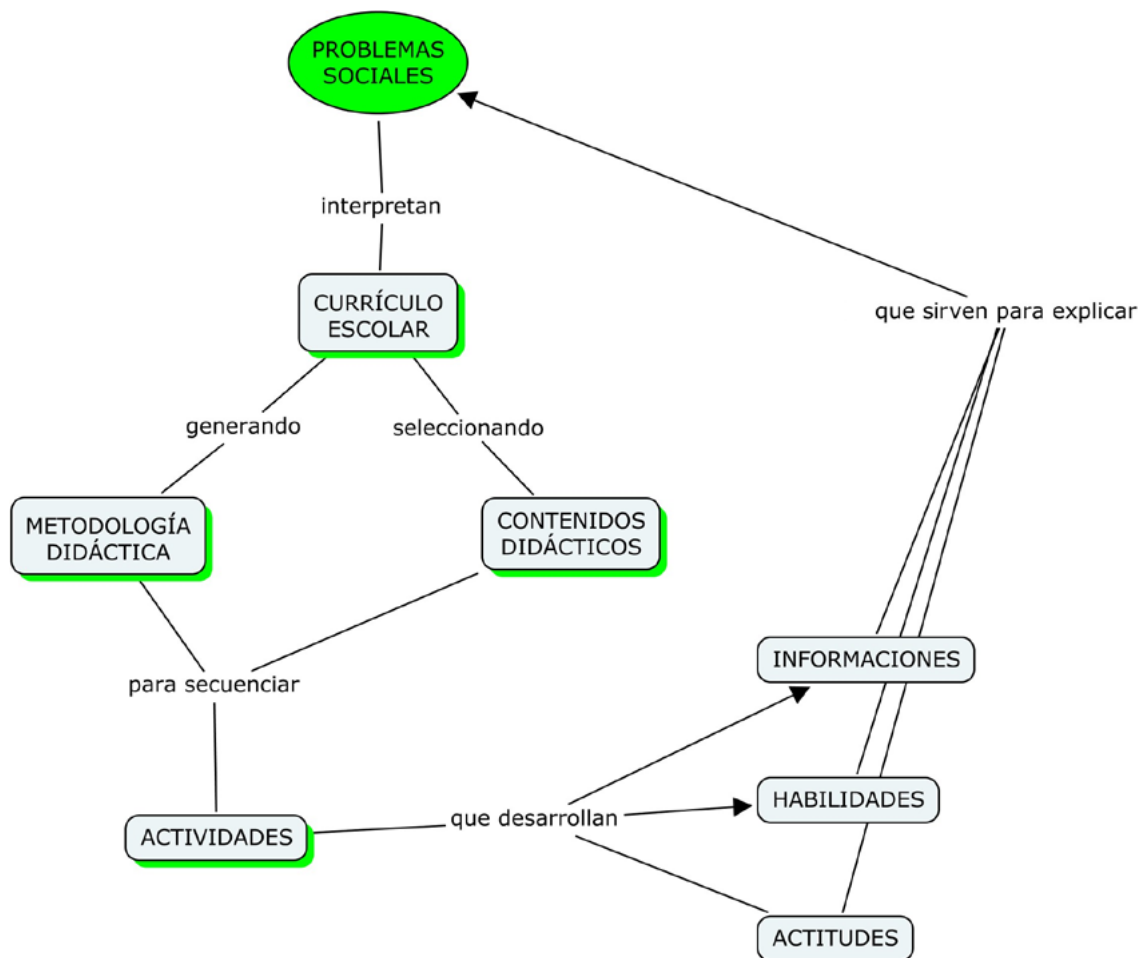 PROBLEMAS
SOCIALES
interpretan
CURRÍCULO
ESCOLAR
que sirven para explicar
generando
seleccionando
METODOLOGÍA
DIDÁCTICA
CONTENIDOS
DIDÁCTICOS
para secuenciar
INFORMACIONES
ACTIVIDADES
que desarrollan
HABILIDADES
ACTITUDES